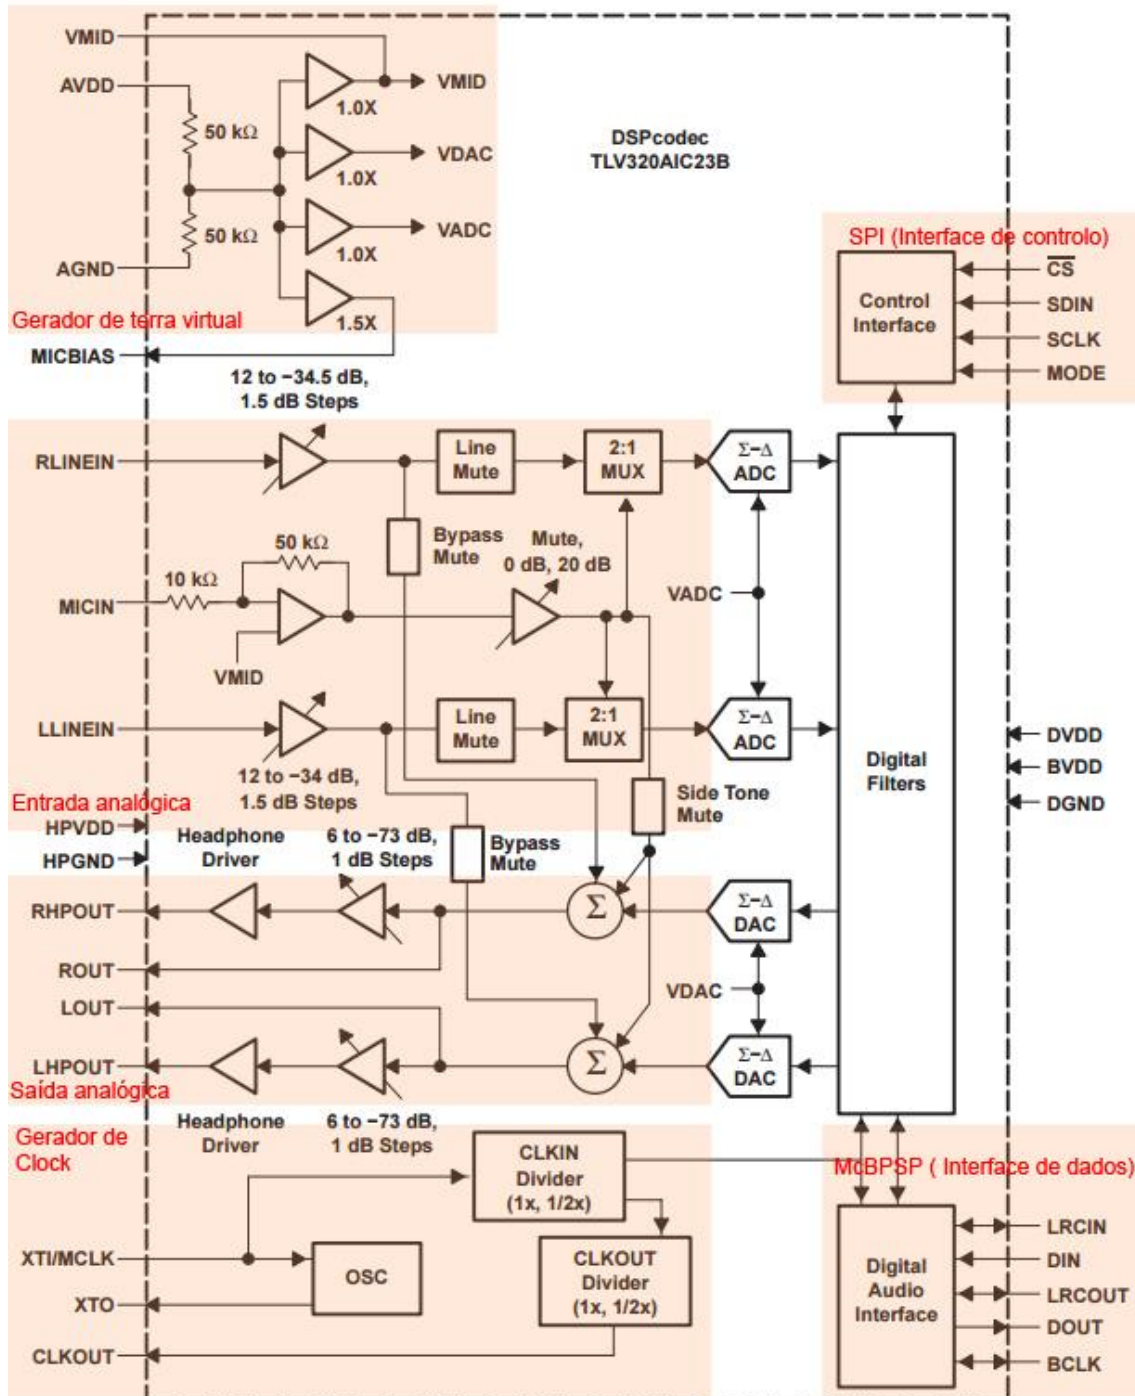 VMID
AVDD
50 kΩ
50 kΩ
AGND
1.0X
VMID
1.0X
VDAC
1.0X
VADC
1.5X
Gerador de terra virtual
MICBIAS
DSPcodec
TLV320AIC23B
SPI (Interface de controlo)
Control
Interface
CS
SDIN
SCLK
MODE
12 to −34.5 dB,
1.5 dB Steps
RLINEIN
Line
Mute
2:1
MUX
Σ−Δ
ADC
Bypass
Mute
Mute,
0 dB, 20 dB
50 kΩ
10 kΩ
MICIN
VMID
VADC
LLINEIN
Line
Mute
2:1
MUX
Σ−Δ
ADC
12 to −34 dB,
1.5 dB Steps
Entrada analógica
Side Tone
Mute
Digital
Filters
DVDD
BVDD
DGND
HPVDD
HPGND
Headphone
Driver
6 to −73 dB,
1 dB Steps
Bypass
Mute
RHPOUT
Σ
Σ−Δ
DAC
ROUT
LOUT
VDAC
LHPOUT
Σ
Σ−Δ
DAC
Saída analógica
Headphone
Driver
6 to −73 dB,
1 dB Steps
Gerador de
Clock
CLKIN
Divider
(1x, 1/2x)
XTI/MCLK
OSC
XTO
CLKOUT
Divider
(1x, 1/2x)
CLKOUT
McBPSP ( Interface de dados)
Digital
Audio
Interface
LRCIN
DIN
LRCOUT
DOUT
BCLK